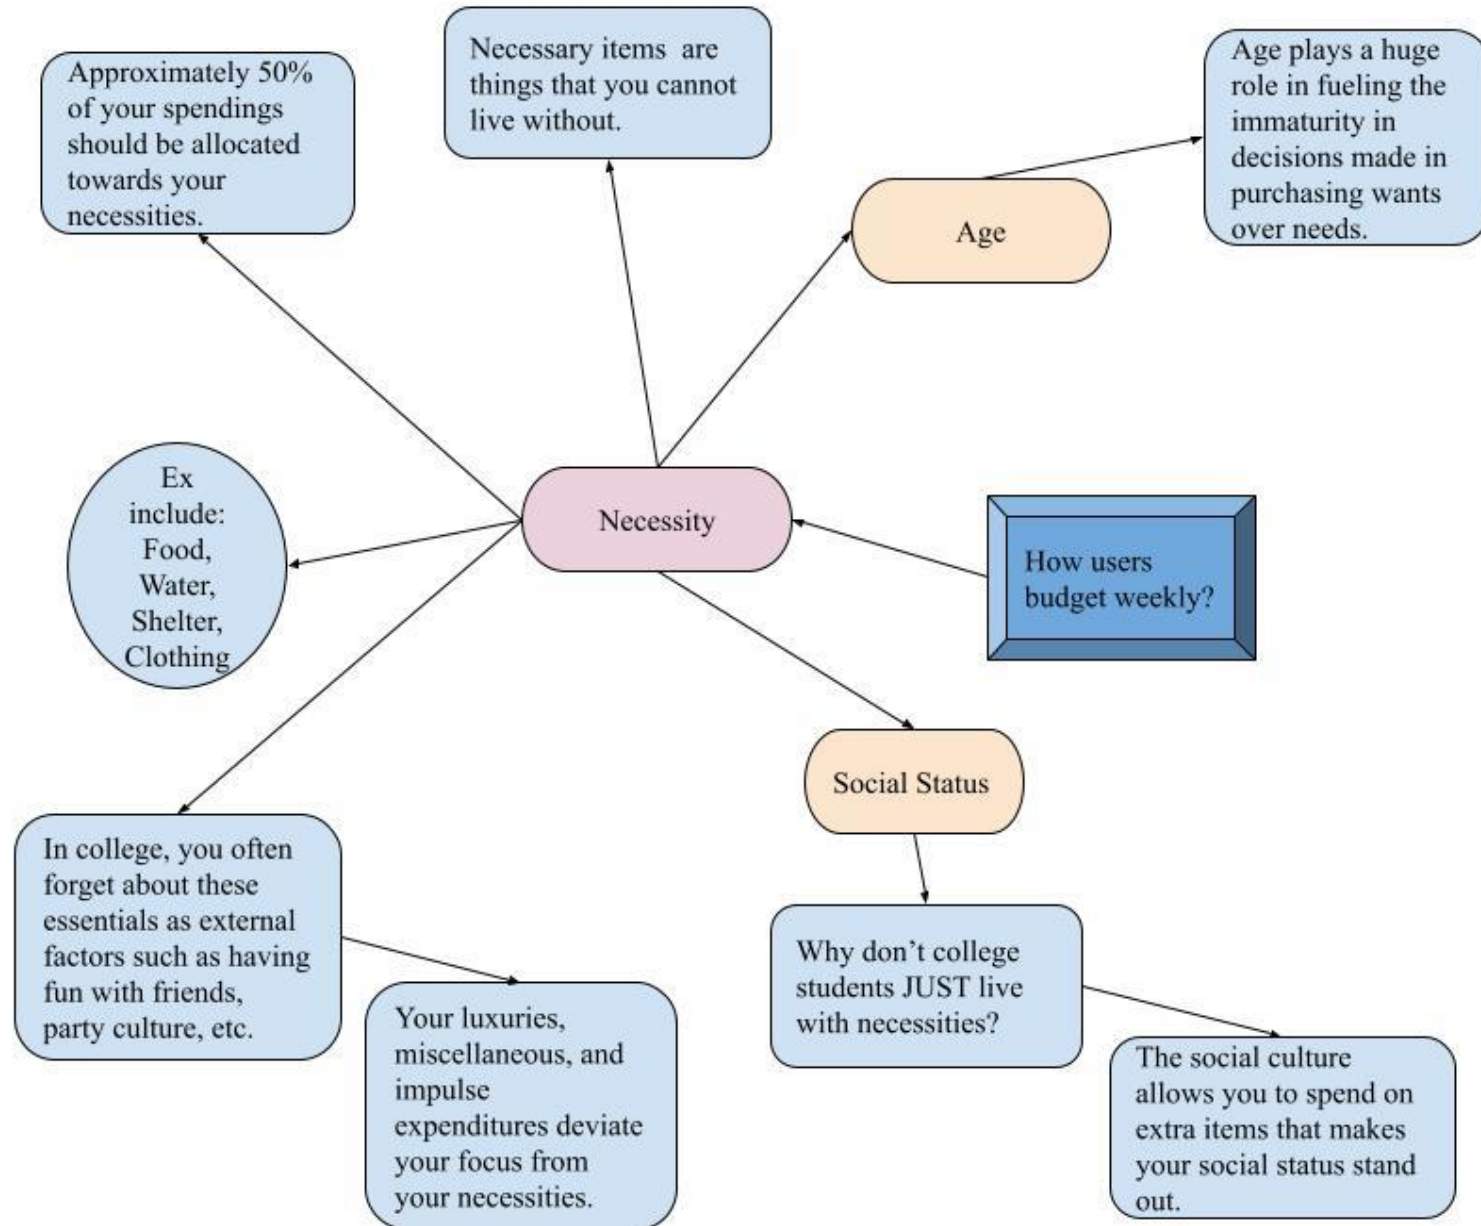 Approximately 50%
of your spendings
should be allocated
towards your
necessities.
Necessary items  are
things that you cannot
live without.
Age plays a huge
role in fueling the
immaturity in
decisions made in
purchasing wants
over needs.
Age
Ex
include:
Food,
Water,
Shelter,
Clothing
Necessity
How users
budget weekly?
Social Status
In college, you often
forget about these
essentials as external
factors such as having
fun with friends,
party culture, etc.
Your luxuries,
miscellaneous, and
impulse
expenditures deviate
your focus from
your necessities.
Why don’t college
students JUST live
with necessities?
The social culture
allows you to spend on
extra items that makes
your social status stand
out.